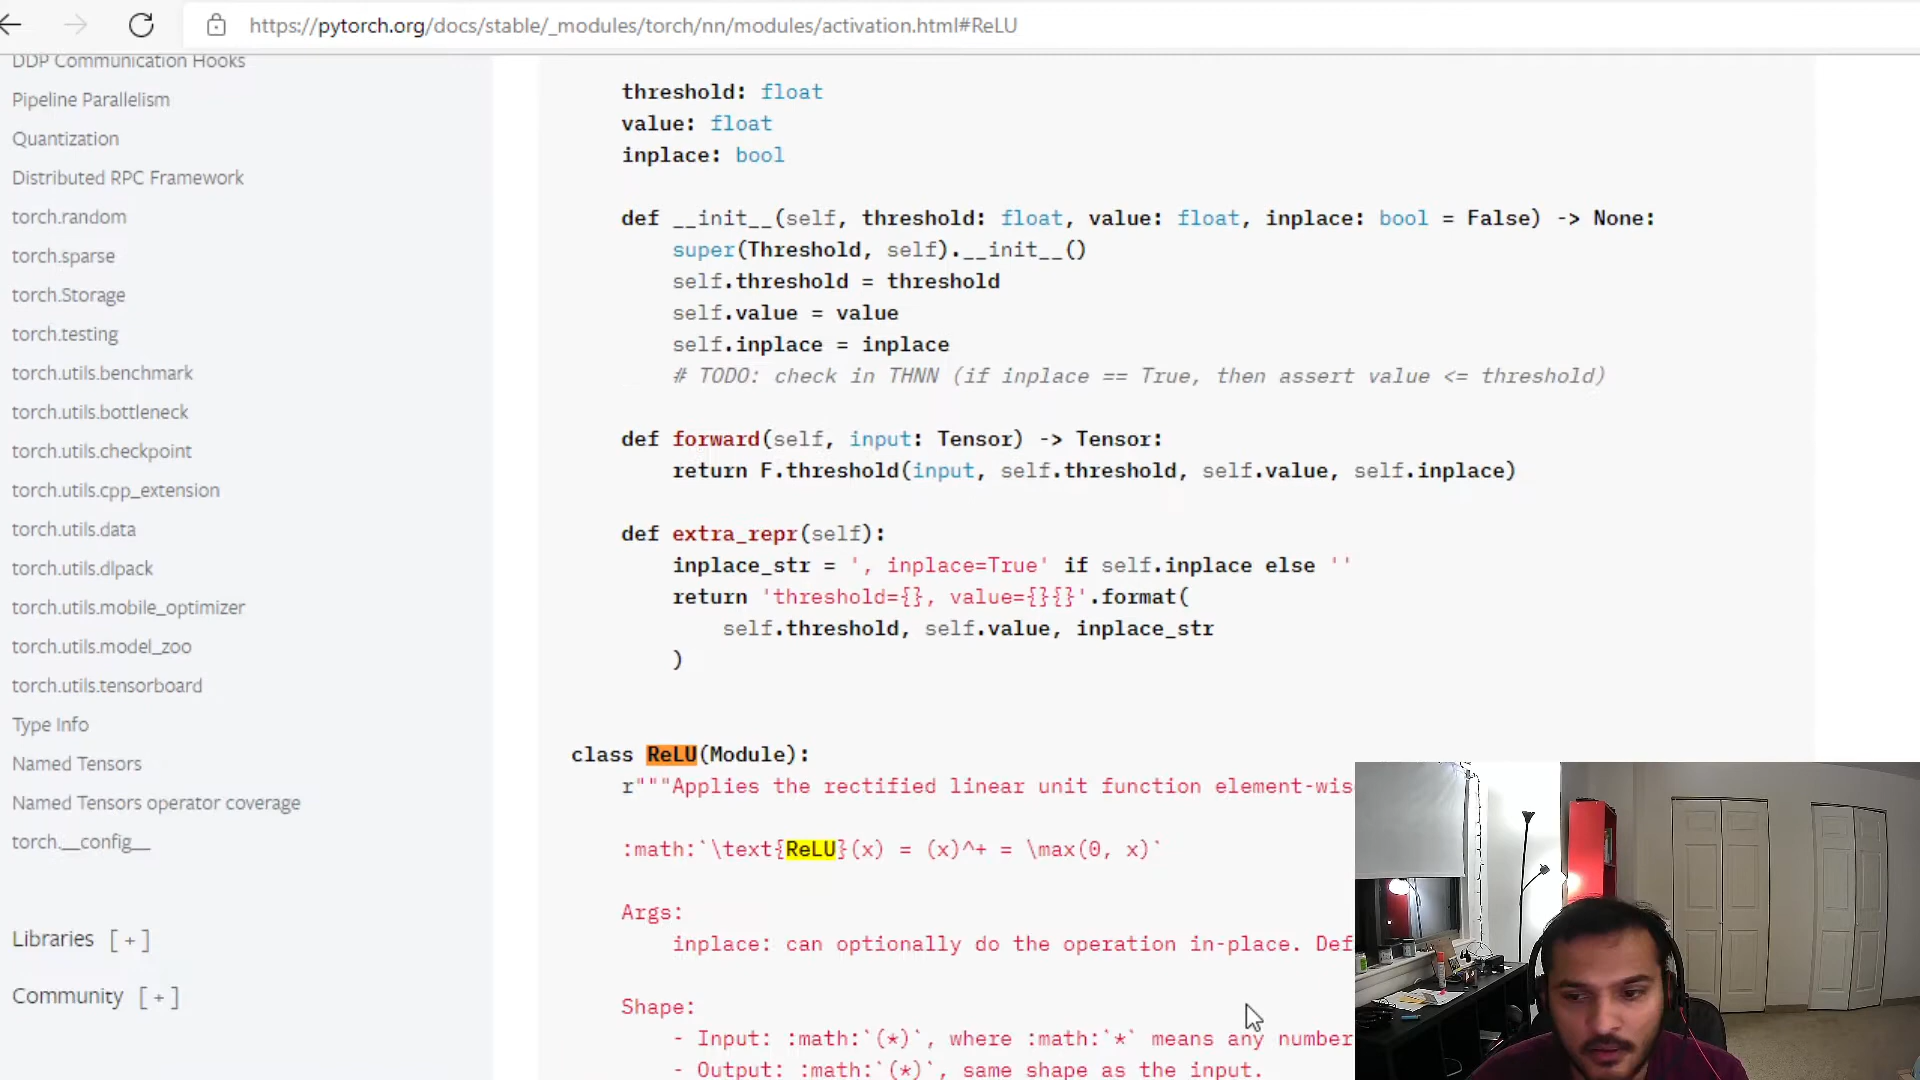 https://pytorch.org/docs/stable/_modules/torch/nn/modules/activation.html#ReLU
DDP Communication Hooks
Pipeline Parallelism
Quantization
Distributed RPC Framework
torch.random
torch.sparse
torch.Storage
torch.testing
torch.utils.benchmark
torch.utils.bottleneck
torch.utils.checkpoint
torch.utils.cpp_extension
torch.utils.data
torch.utils.dlpack
torch.utils.mobile_optimizer
torch.utils.model_zoo
torch.utils.tensorboard
Type Info
Named Tensors
Named Tensors operator coverage
torch.__config__
Libraries [ + ]
Community [ + ]
threshold: float
value: float
inplace: bool
def __init__(self, threshold: float, value: float, inplace: bool = False) -> None:
super(Threshold, self).__init__()
self.threshold = threshold
self.value = value
self.inplace = inplace
# TODO: check in THNN (if inplace == True, then assert value <= threshold)
def forward(self, input: Tensor) -> Tensor:
return F.threshold(input, self.threshold, self.value, self.inplace)
def extra_repr(self):
inplace_str = ', inplace=True' if self.inplace else ''
return 'threshold={}, value={}{}'.format(
self.threshold, self.value, inplace_str
)
class ReLU(Module):
r"""Applies the rectified linear unit function element-wis
:math:`\text{ReLU}(x) = (x)^+ = \max(0, x)`
Args:
inplace: can optionally do the operation in-place. Def
Shape:
- Input: :math:`(*)`, where :math:`*` means any number
- Output: :math:`(*)`, same shape as the input.